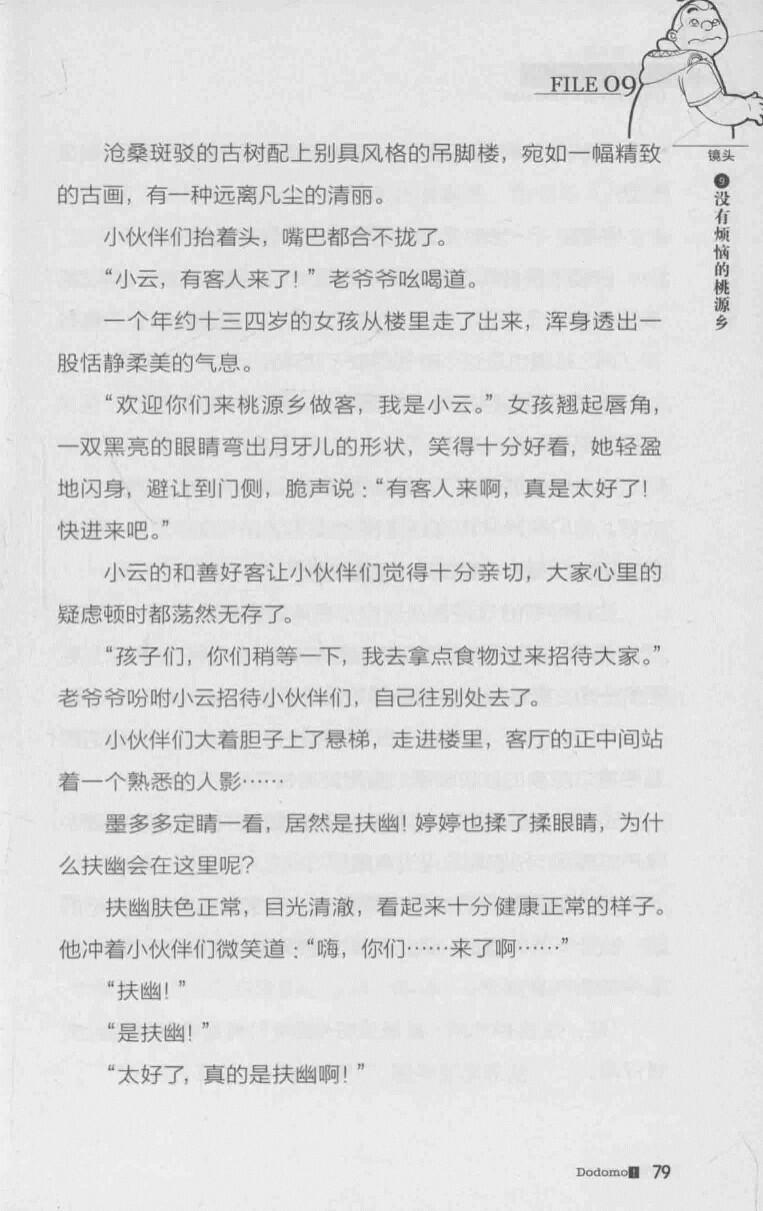 FILE 09
镜头
❾没有烦恼的桃源乡
沧桑斑驳的古树配上别具风格的吊脚楼，宛如一幅精致
的古画，有一种远离凡尘的清丽。
小伙伴们抬着头，嘴巴都合不拢了。
“小云，有客人来了！”老爷爷吆喝道。
一个年约十三四岁的女孩从楼里走了出来，浑身透出一
股恬静柔美的气息。
“欢迎你们来桃源乡做客，我是小云。”女孩翘起唇角，
一双黑亮的眼睛弯出月牙儿的形状，笑得十分好看，她轻盈
地闪身，避让到门侧，脆声说：“有客人来啊，真是太好了！
快进来吧。”
小云的和善好客让小伙伴们觉得十分亲切，大家心里的
疑虑顿时都荡然无存了。
“孩子们，你们稍等一下，我去拿点食物过来招待大家。”
老爷爷吩咐小云招待小伙伴们，自己往别处去了。
小伙伴们大着胆子上了悬梯，走进楼里，客厅的正中间站
着一个熟悉的人影……
墨多多定睛一看，居然是扶幽！婷婷也揉了揉眼睛，为什
么扶幽会在这里呢？
扶幽肤色正常，目光清澈，看起来十分健康正常的样子。
他冲着小伙伴们微笑道：“嗨，你们……来了啊……”
“扶幽！”
“是扶幽！”
“太好了，真的是扶幽啊！”
Dodomo! 79